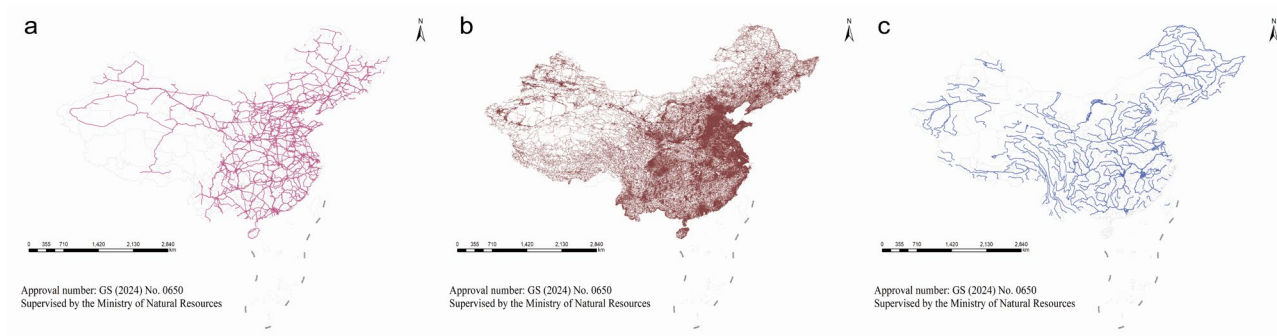 a
N
0 355 710 1,420 2,130 2,840
km
Approval number: GS (2024) No. 0650
Supervised by the Ministry of Natural Resources
b
N
0 355 710 1,420 2,130 2,840
km
Approval number: GS (2024) No. 0650
Supervised by the Ministry of Natural Resources
c
N
0 355 710 1,420 2,130 2,840
km
Approval number: GS (2024) No. 0650
Supervised by the Ministry of Natural Resources